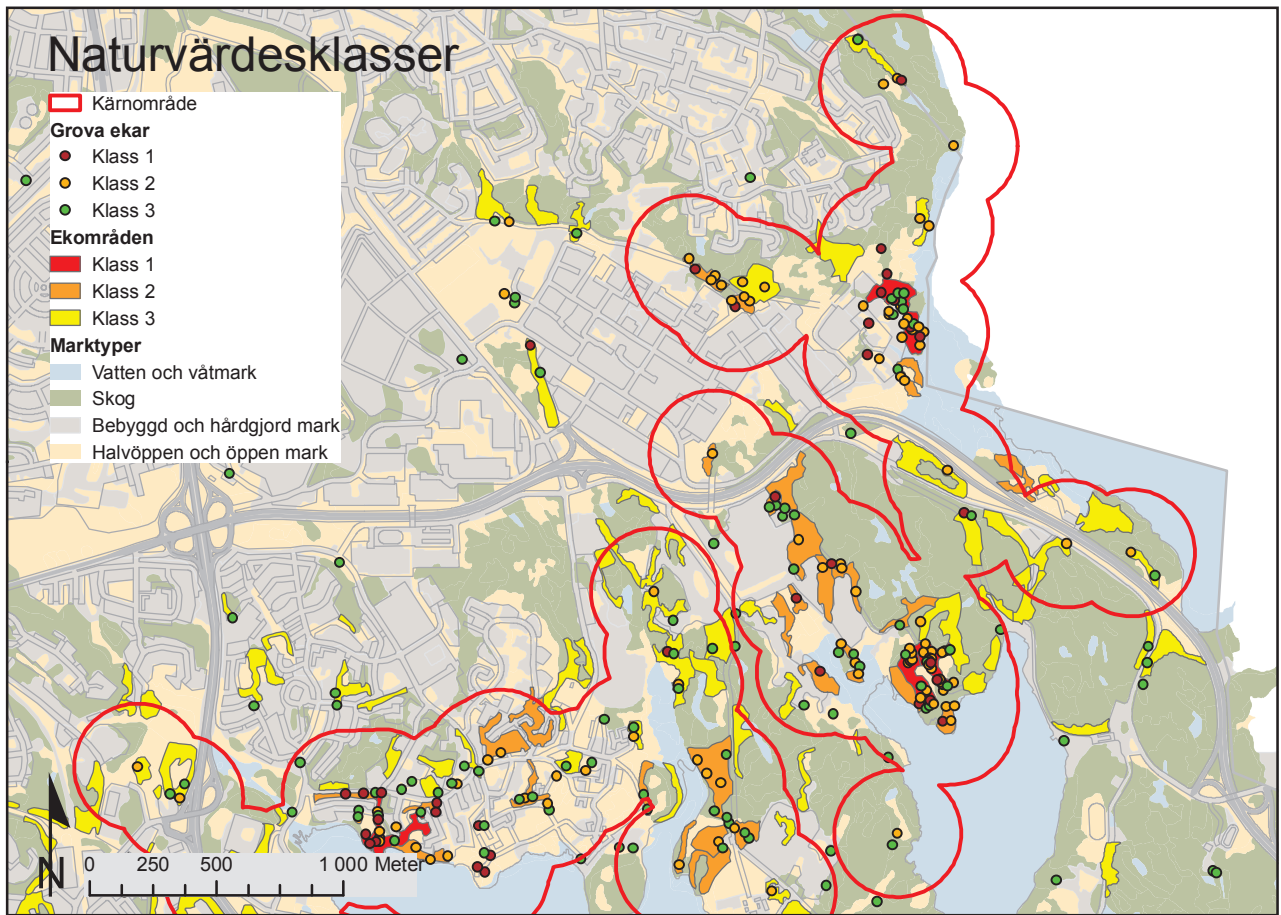 Naturvärdesklasser
Kärnområde
Grova ekar
Klass 1
Klass 2
Klass 3
Ekområden
Klass 1
Klass 2
Klass 3
Marktyper
Vatten och våtmark
Skog
Bebyggd och hårdgjord mark
Halvöppen och öppen mark
N
0 250 500 1 000 Meter